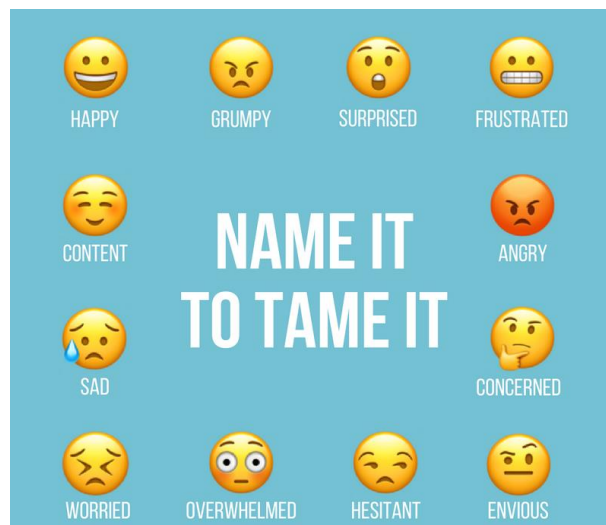 HAPPY GRUMPY SURPRISED FRUSTRATED
CONTENT ANGRY
NAME IT
TO TAME IT
SAD CONCERNED
WORRIED OVERWHELMED HESITANT ENVIOUS